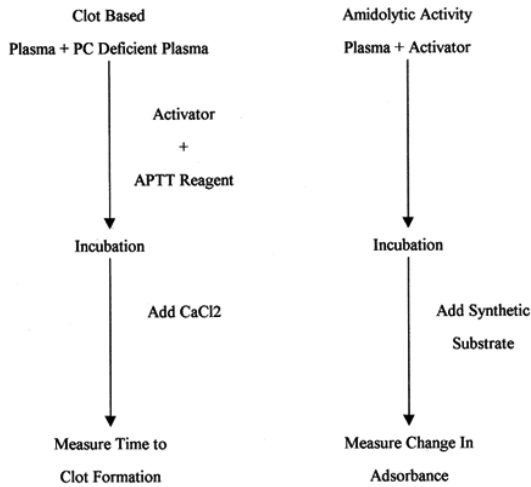 Clot Based
Plasma + PC Deficient Plasma
Activator
+
APTT Reagent
Incubation
Add CaCl2
Measure Time to
Clot Formation
Amidolytic Activity
Plasma + Activator
Incubation
Add Synthetic
Substrate
Measure Change In
Adsorbance